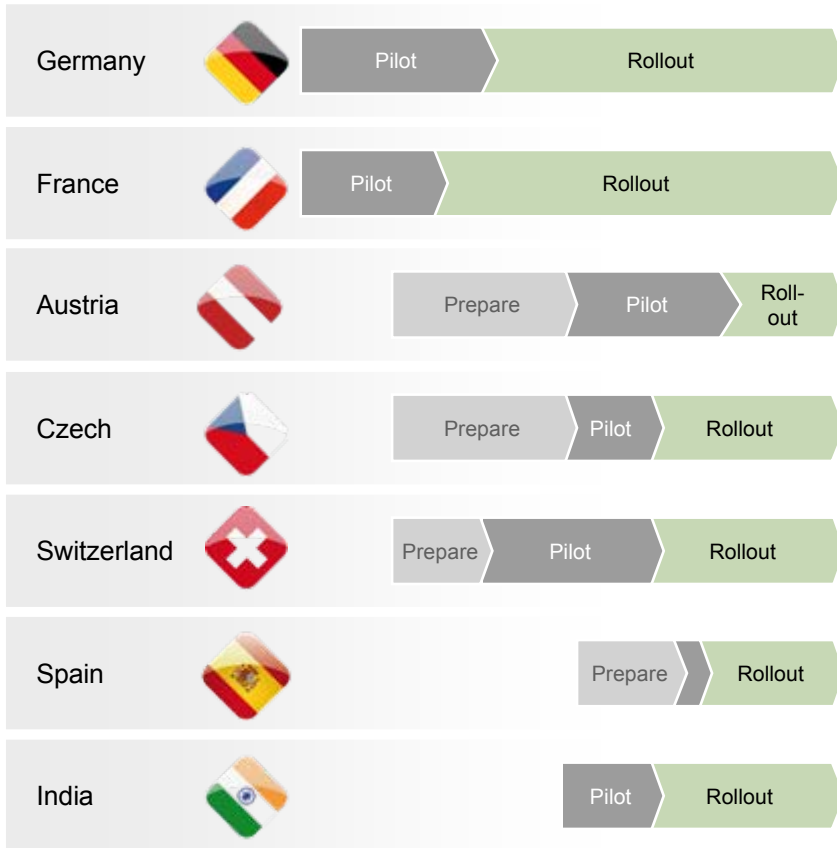 Germany
Pilot
Rollout
France
Pilot
Rollout
Austria
Prepare
Pilot
Roll-
out
Czech
Prepare
Pilot
Rollout
Switzerland
Prepare
Pilot
Rollout
Spain
Prepare
Rollout
India
Pilot
Rollout